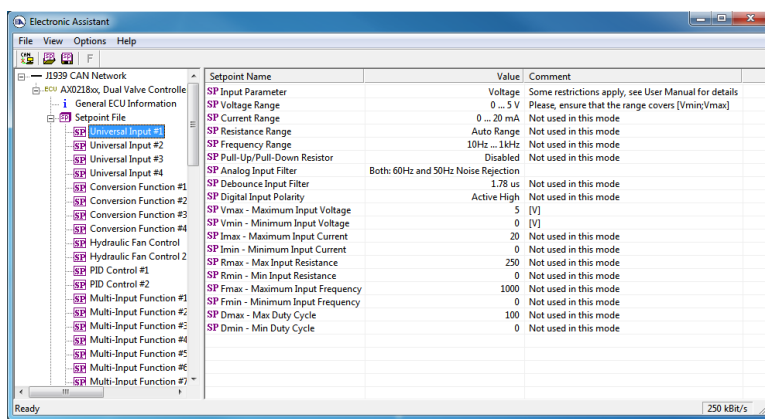 Electronic Assistant
File View Options Help
CAN
F
J1939 CAN Network
ECU AX0218xx, Dual Valve Controlle
i General ECU Information
Setpoint File
SP Universal Input #1
SP Universal Input #2
SP Universal Input #3
SP Universal Input #4
SP Conversion Function #1
SP Conversion Function #2
SP Conversion Function #3
SP Conversion Function #4
SP Hydraulic Fan Control
SP Hydraulic Fan Control 2
SP PID Control #1
SP PID Control #2
SP Multi-Input Function #1
SP Multi-Input Function #2
SP Multi-Input Function #3
SP Multi-Input Function #4
SP Multi-Input Function #5
SP Multi-Input Function #6
SP Multi-Input Function #7
Setpoint Name Value Comment
SP Input Parameter Voltage Some restrictions apply, see User Manual for details
SP Voltage Range 0 ... 5 V Please, ensure that the range covers [Vmin;Vmax]
SP Current Range 0 ... 20 mA Not used in this mode
SP Resistance Range Auto Range Not used in this mode
SP Frequency Range 10Hz ... 1kHz Not used in this mode
SP Pull-Up/Pull-Down Resistor Disabled Not used in this mode
SP Analog Input Filter Both: 60Hz and 50Hz Noise Rejection
SP Debounce Input Filter 1.78 us Not used in this mode
SP Digital Input Polarity Active High Not used in this mode
SP Vmax - Maximum Input Voltage 5 [V]
SP Vmin - Minimum Input Voltage 0 [V]
SP Imax - Maximum Input Current 20 Not used in this mode
SP Imin - Minimum Input Current 0 Not used in this mode
SP Rmax - Max Input Resistance 250 Not used in this mode
SP Rmin - Min Input Resistance 0 Not used in this mode
SP Fmax - Maximum Input Frequency 1000 Not used in this mode
SP Fmin - Minimum Input Frequency 0 Not used in this mode
SP Dmax - Max Duty Cycle 100 Not used in this mode
SP Dmin - Min Duty Cycle 0 Not used in this mode
Ready 250 kBit/s